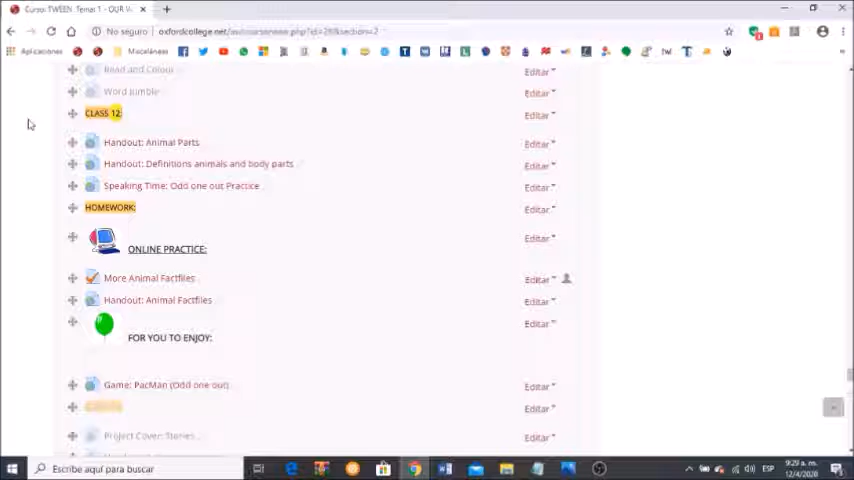 Curso: TWEEN. Tema: 1 - OUR V
No seguro
oxfordcollege.net
Aplicaciones
Misceláneas
Read and Colour
Editar
Word Jumble
Editar
CLASS 12:
Editar
Handout: Animal Parts
Editar
Handout: Definitions animals and body parts
Editar
Speaking Time: Odd one out Practice
Editar
HOMEWORK:
Editar
ONLINE PRACTICE:
Editar
More Animal Factfiles
Editar
Handout: Animal Factfiles
Editar
FOR YOU TO ENJOY:
Editar
Game: PacMan (Odd one out)
Editar
Editar
Project Cover: Stories
Editar
Escribe aquí para buscar
ESP
9:29 a. m.
12/4/2020